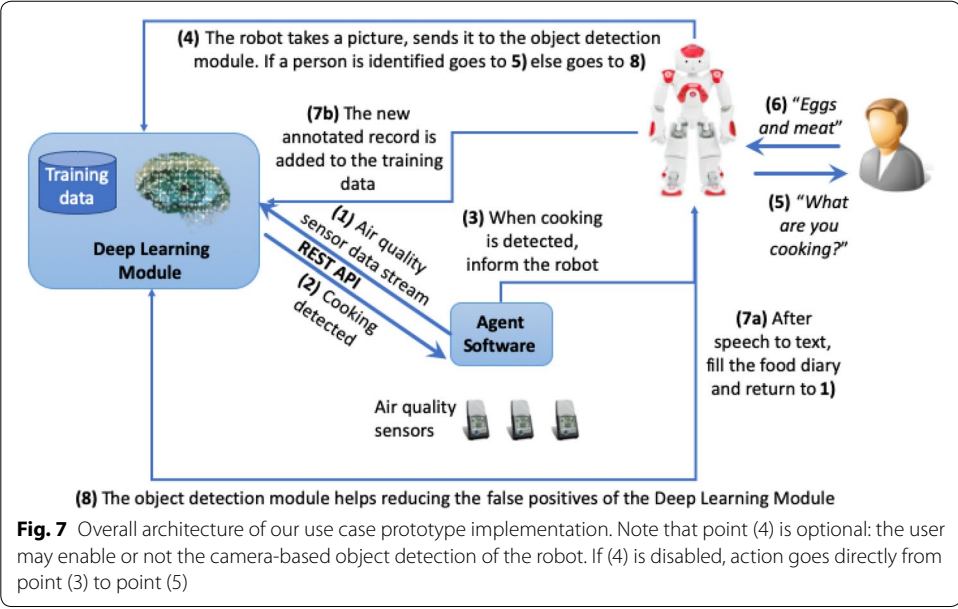 (4) The robot takes a picture, sends it to the object detection
module. If a person is identified goes to 5) else goes to 8)
(7b) The new
annotated record is
added to the training
data
(6) “Eggs
and meat”
Training
data
Deep Learning
Module
(1) Air quality
sensor data stream
REST API
(2) Cooking
detected
(3) When cooking
is detected,
inform the robot
(5) “What
are you
cooking?”
Agent
Software
(7a) After
speech to text,
fill the food diary
and return to 1)
Air quality
sensors
(8) The object detection module helps reducing the false positives of the Deep Learning Module
Fig. 7 Overall architecture of our use case prototype implementation. Note that point (4) is optional: the user
may enable or not the camera-based object detection of the robot. If (4) is disabled, action goes directly from
point (3) to point (5)